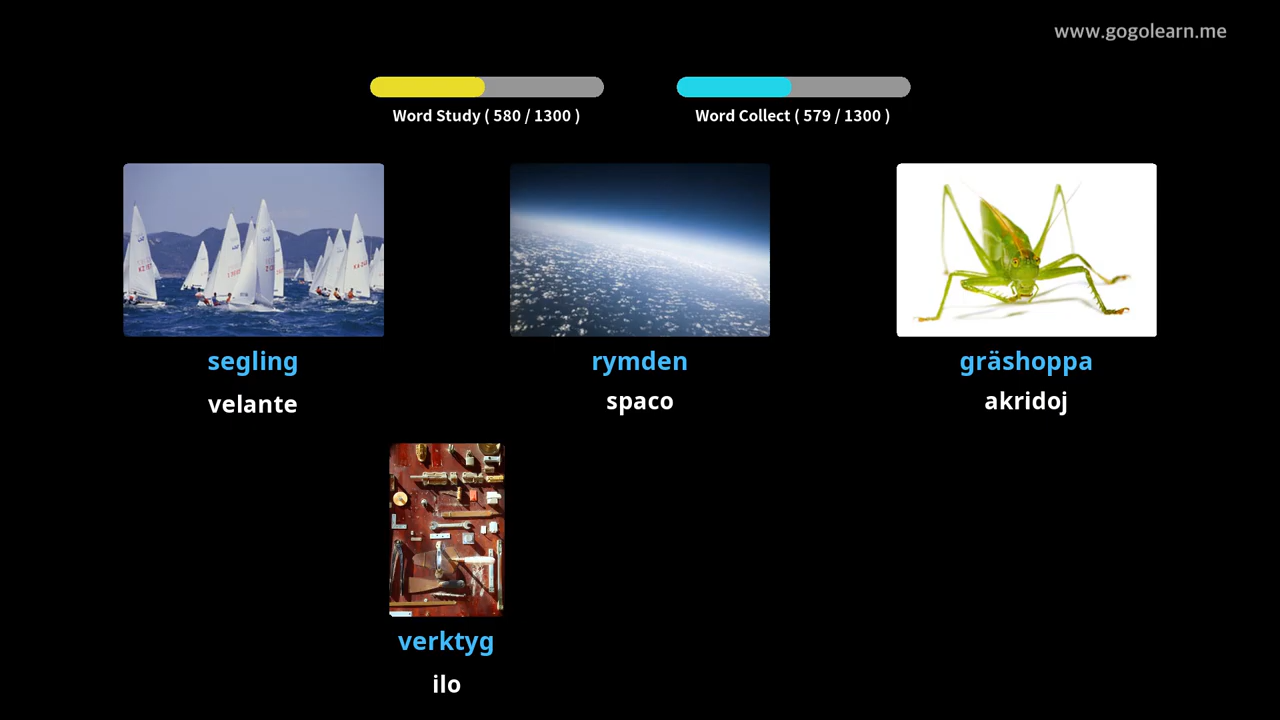 www.gogolearn.me
Word Study ( 580 / 1300 )
Word Collect ( 579 / 1300 )
segling
rymden
gräshoppa
velante
spaco
akridoj
verktyg
ilo